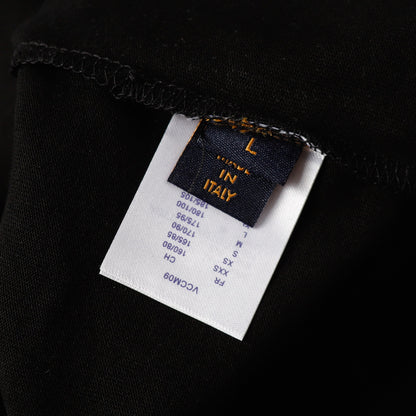 L
MADE
IN
ITALY
VCCM09
FR CH
XXS 160/80
XS 165/85
S 170/90
M 175/95
L 180/100
185/105